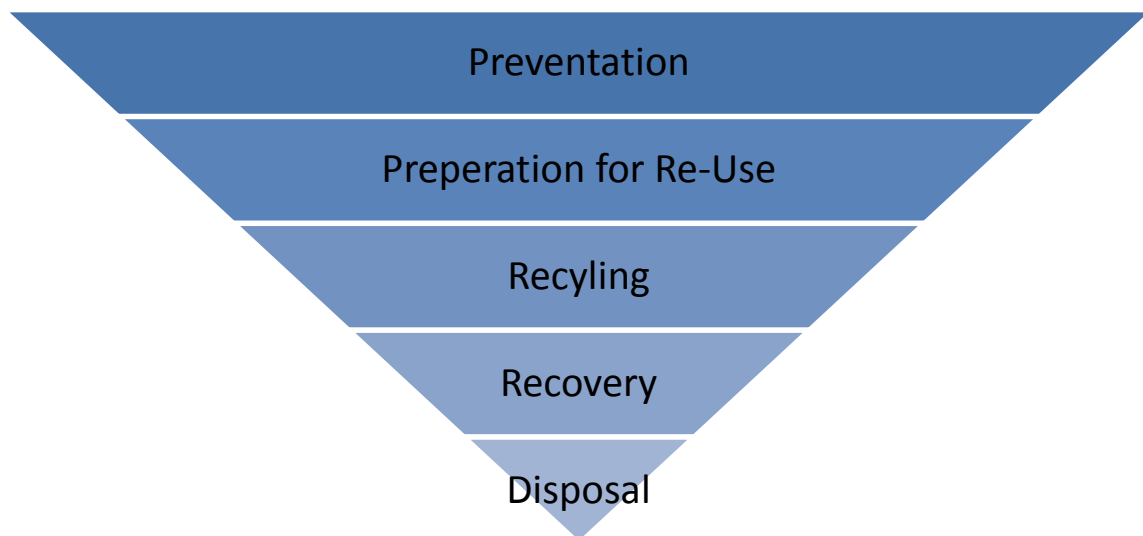 Preventation
Preperation for Re-Use
Recyling
Recovery
Disposal